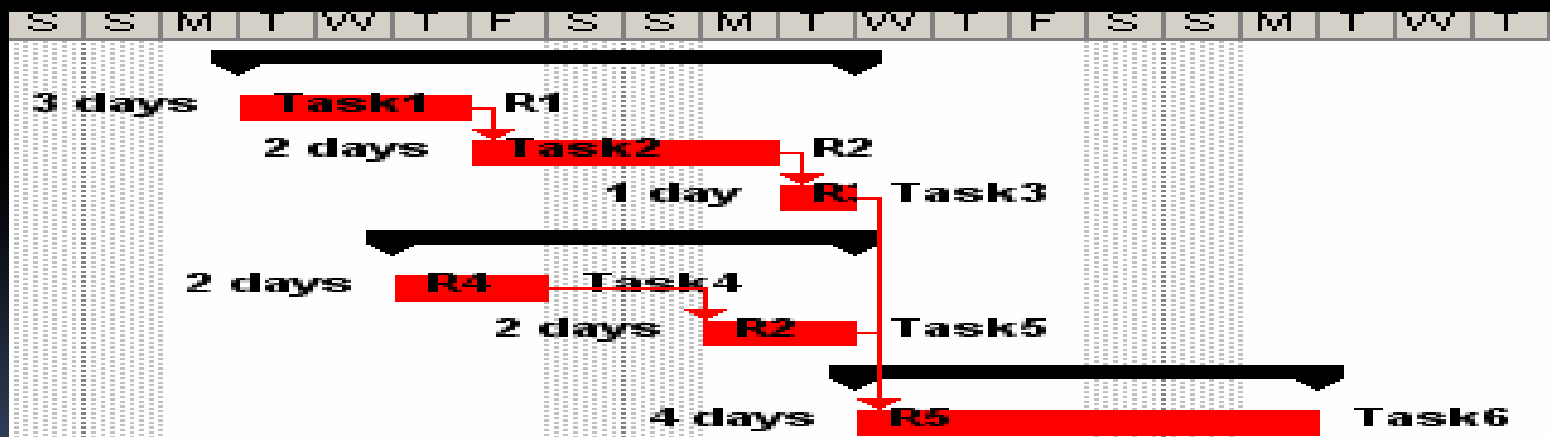 S S M T W T F S S M T W T F S S M T W T
3 days Task1 R1
2 days Task2 R2
1 day Task3
2 days R4 Task4
2 days R2 Task5
4 days R5 Task6